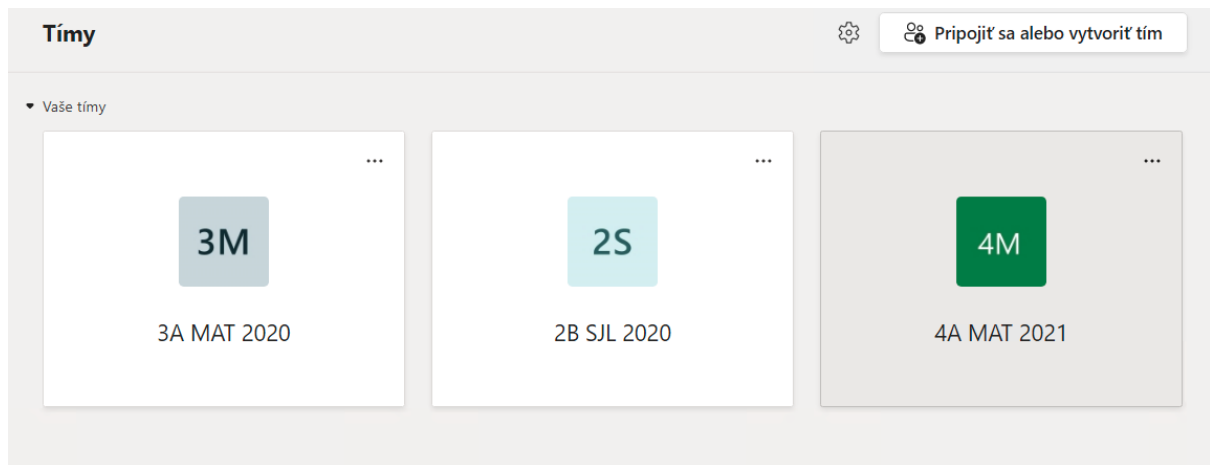 Tímy
Pripojiť sa alebo vytvoriť tím
Vaše tímy
3M
2S
4M
3A MAT 2020
2B SJL 2020
4A MAT 2021